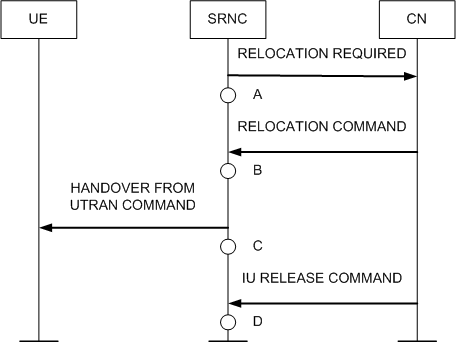 UE
SRNC
CN
RELOCATION REQUIRED
A
RELOCATION COMMAND
B
HANDOVER FROM
UTRAN COMMAND
C
IU RELEASE COMMAND
D